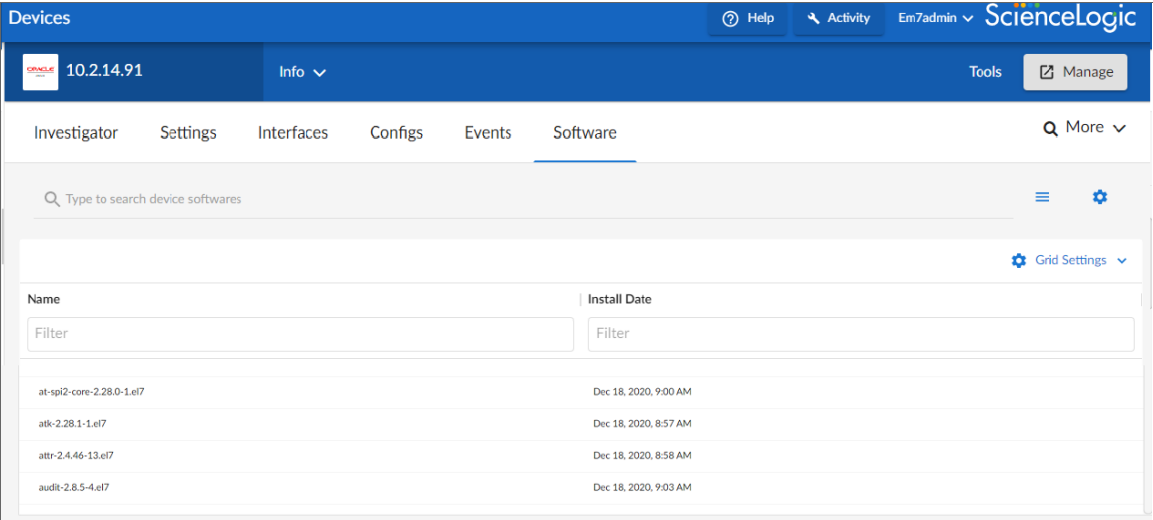 Devices
Help
Activity
Em7admin
ScienceLogic
ORACLE
10.2.14.91
Info
Tools
Manage
Investigator
Settings
Interfaces
Configs
Events
Software
More
Type to search device softwares
Grid Settings
Name
Install Date
Filter
Filter
at-spi2-core-2.28.0-1.el7
Dec 18, 2020, 9:00 AM
atk-2.28.1-1.el7
Dec 18, 2020, 8:57 AM
attr-2.4.46-13.el7
Dec 18, 2020, 8:58 AM
audit-2.8.5-4.el7
Dec 18, 2020, 9:03 AM